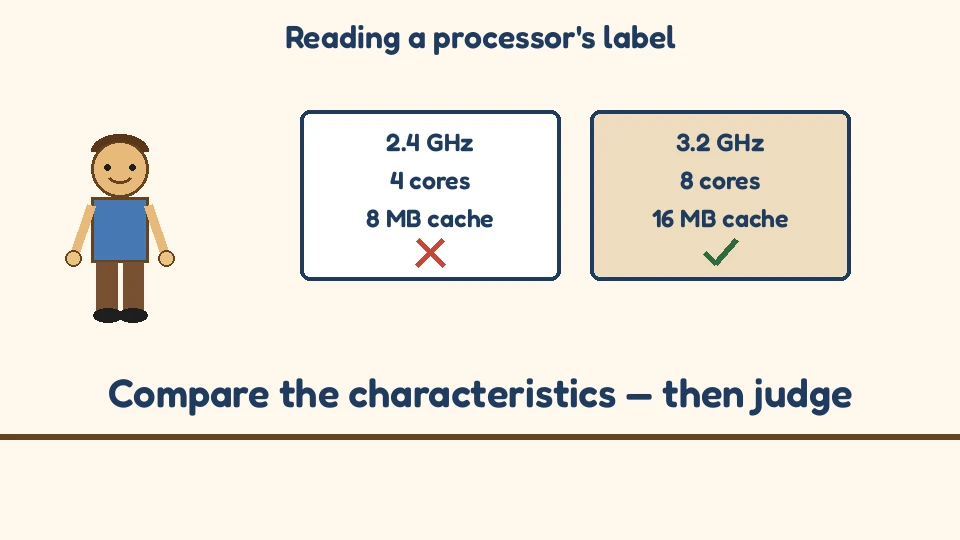 Reading a processor's label
2.4 GHz
4 cores
8 MB cache
3.2 GHz
8 cores
16 MB cache
Compare the characteristics — then judge